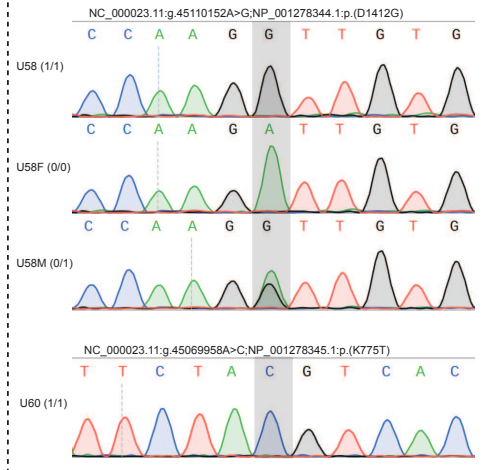 NC_000023.11:g.45110152A>G;NP_001278344.1:p.(D1412G)
C C A A G G T T G T G
U58 (1/1)
C C A A G A T T G T G
U58F (0/0)
C C A A G G T T G T G
U58M (0/1)
NC_000023.11:g.45069958A>C;NP_001278345.1:p.(K775T)
T T C T A C G T C A C
U60 (1/1)